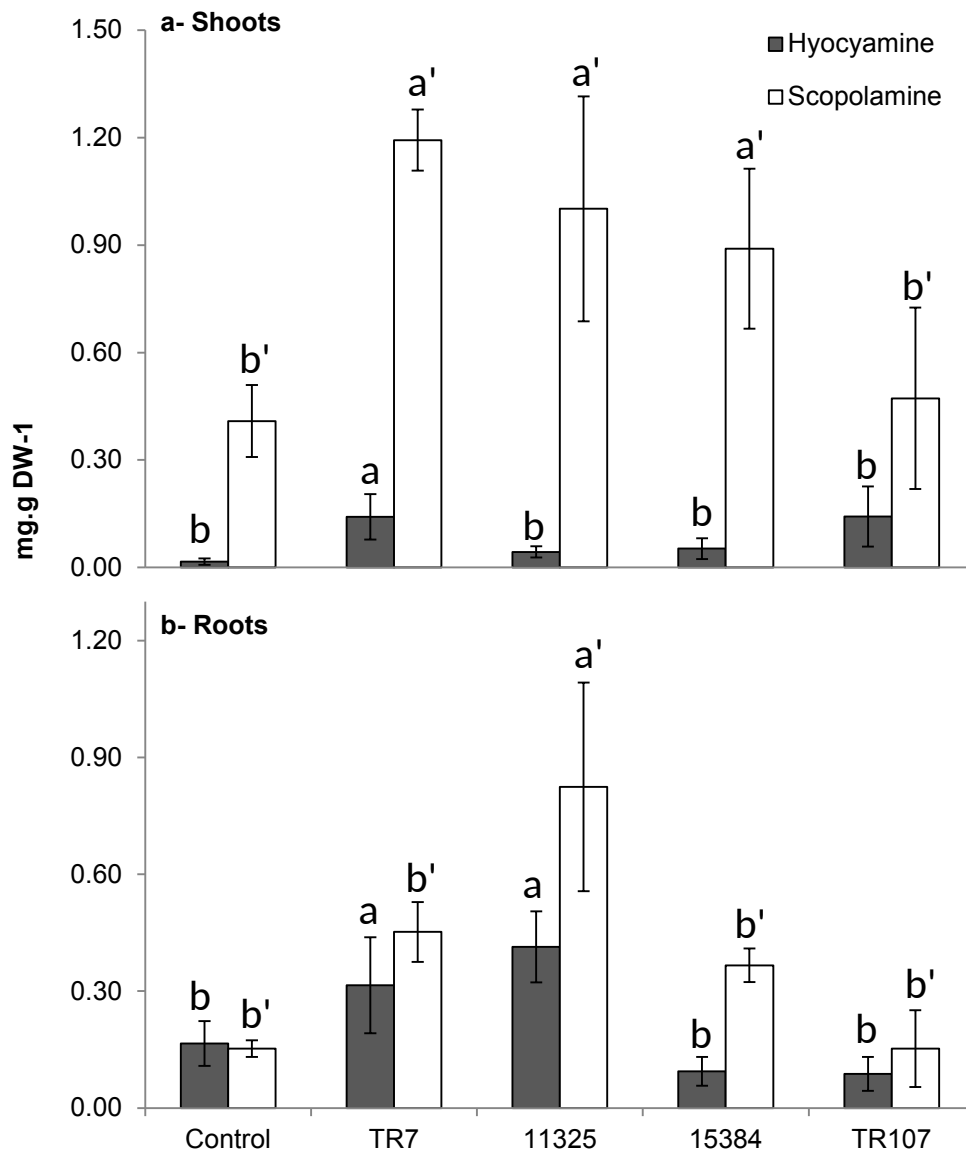 a- Shoots
Hyocyamine
Scopolamine
mg.g DW-1
1.50
1.20
0.90
0.60
0.30
0.00
b'
a'
a'
a'
b'
b
a
b
b
b
b- Roots
1.20
0.90
0.60
0.30
0.00
b
b'
a
b'
a
a'
b
b'
b
b'
Control TR7 11325 15384 TR107